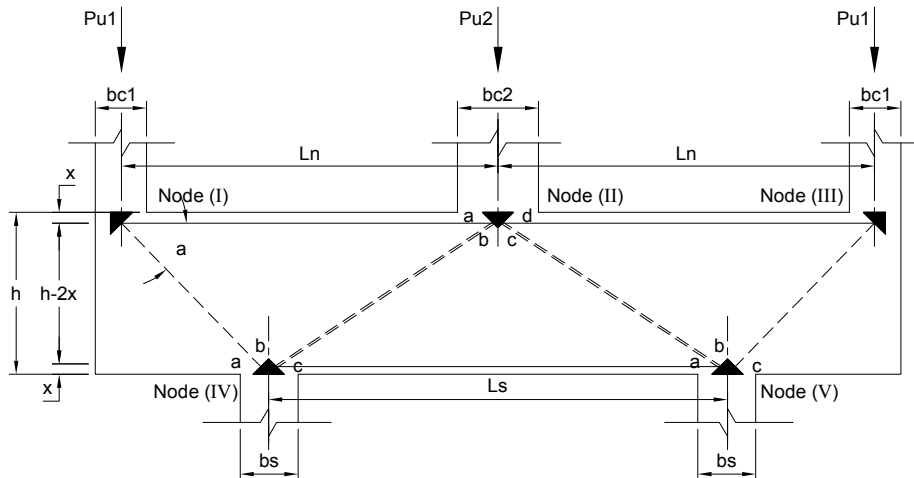 Pu1 Pu2 Pu1
bc1 bc2 bc1
Ln Ln
x
Node (I) Node (II) Node (III)
a d
b c
a
h h-2x
b b
a c a c
x
Node (IV) Ls Node (V)
bs bs